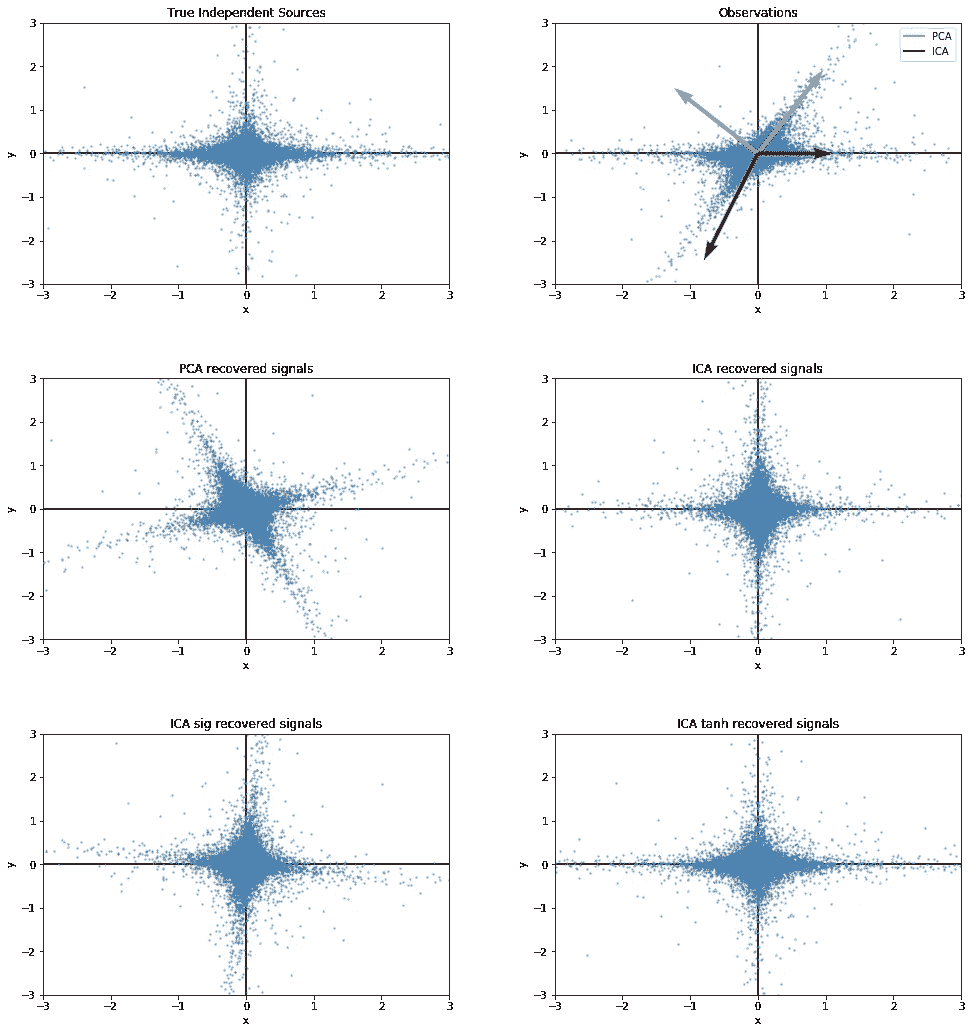 True Independent Sources
3
2
1
0
−1
−2
−3
y
−3 −2 −1 0 1 2 3
x
Observations
PCA
ICA
3
2
1
0
−1
−2
−3
y
−3 −2 −1 0 1 2 3
x
PCA recovered signals
3
2
1
0
−1
−2
−3
y
−3 −2 −1 0 1 2 3
x
ICA recovered signals
3
2
1
0
−1
−2
−3
y
−3 −2 −1 0 1 2 3
x
ICA sig recovered signals
3
2
1
0
−1
−2
−3
y
−3 −2 −1 0 1 2 3
x
ICA tanh recovered signals
3
2
1
0
−1
−2
−3
y
−3 −2 −1 0 1 2 3
x